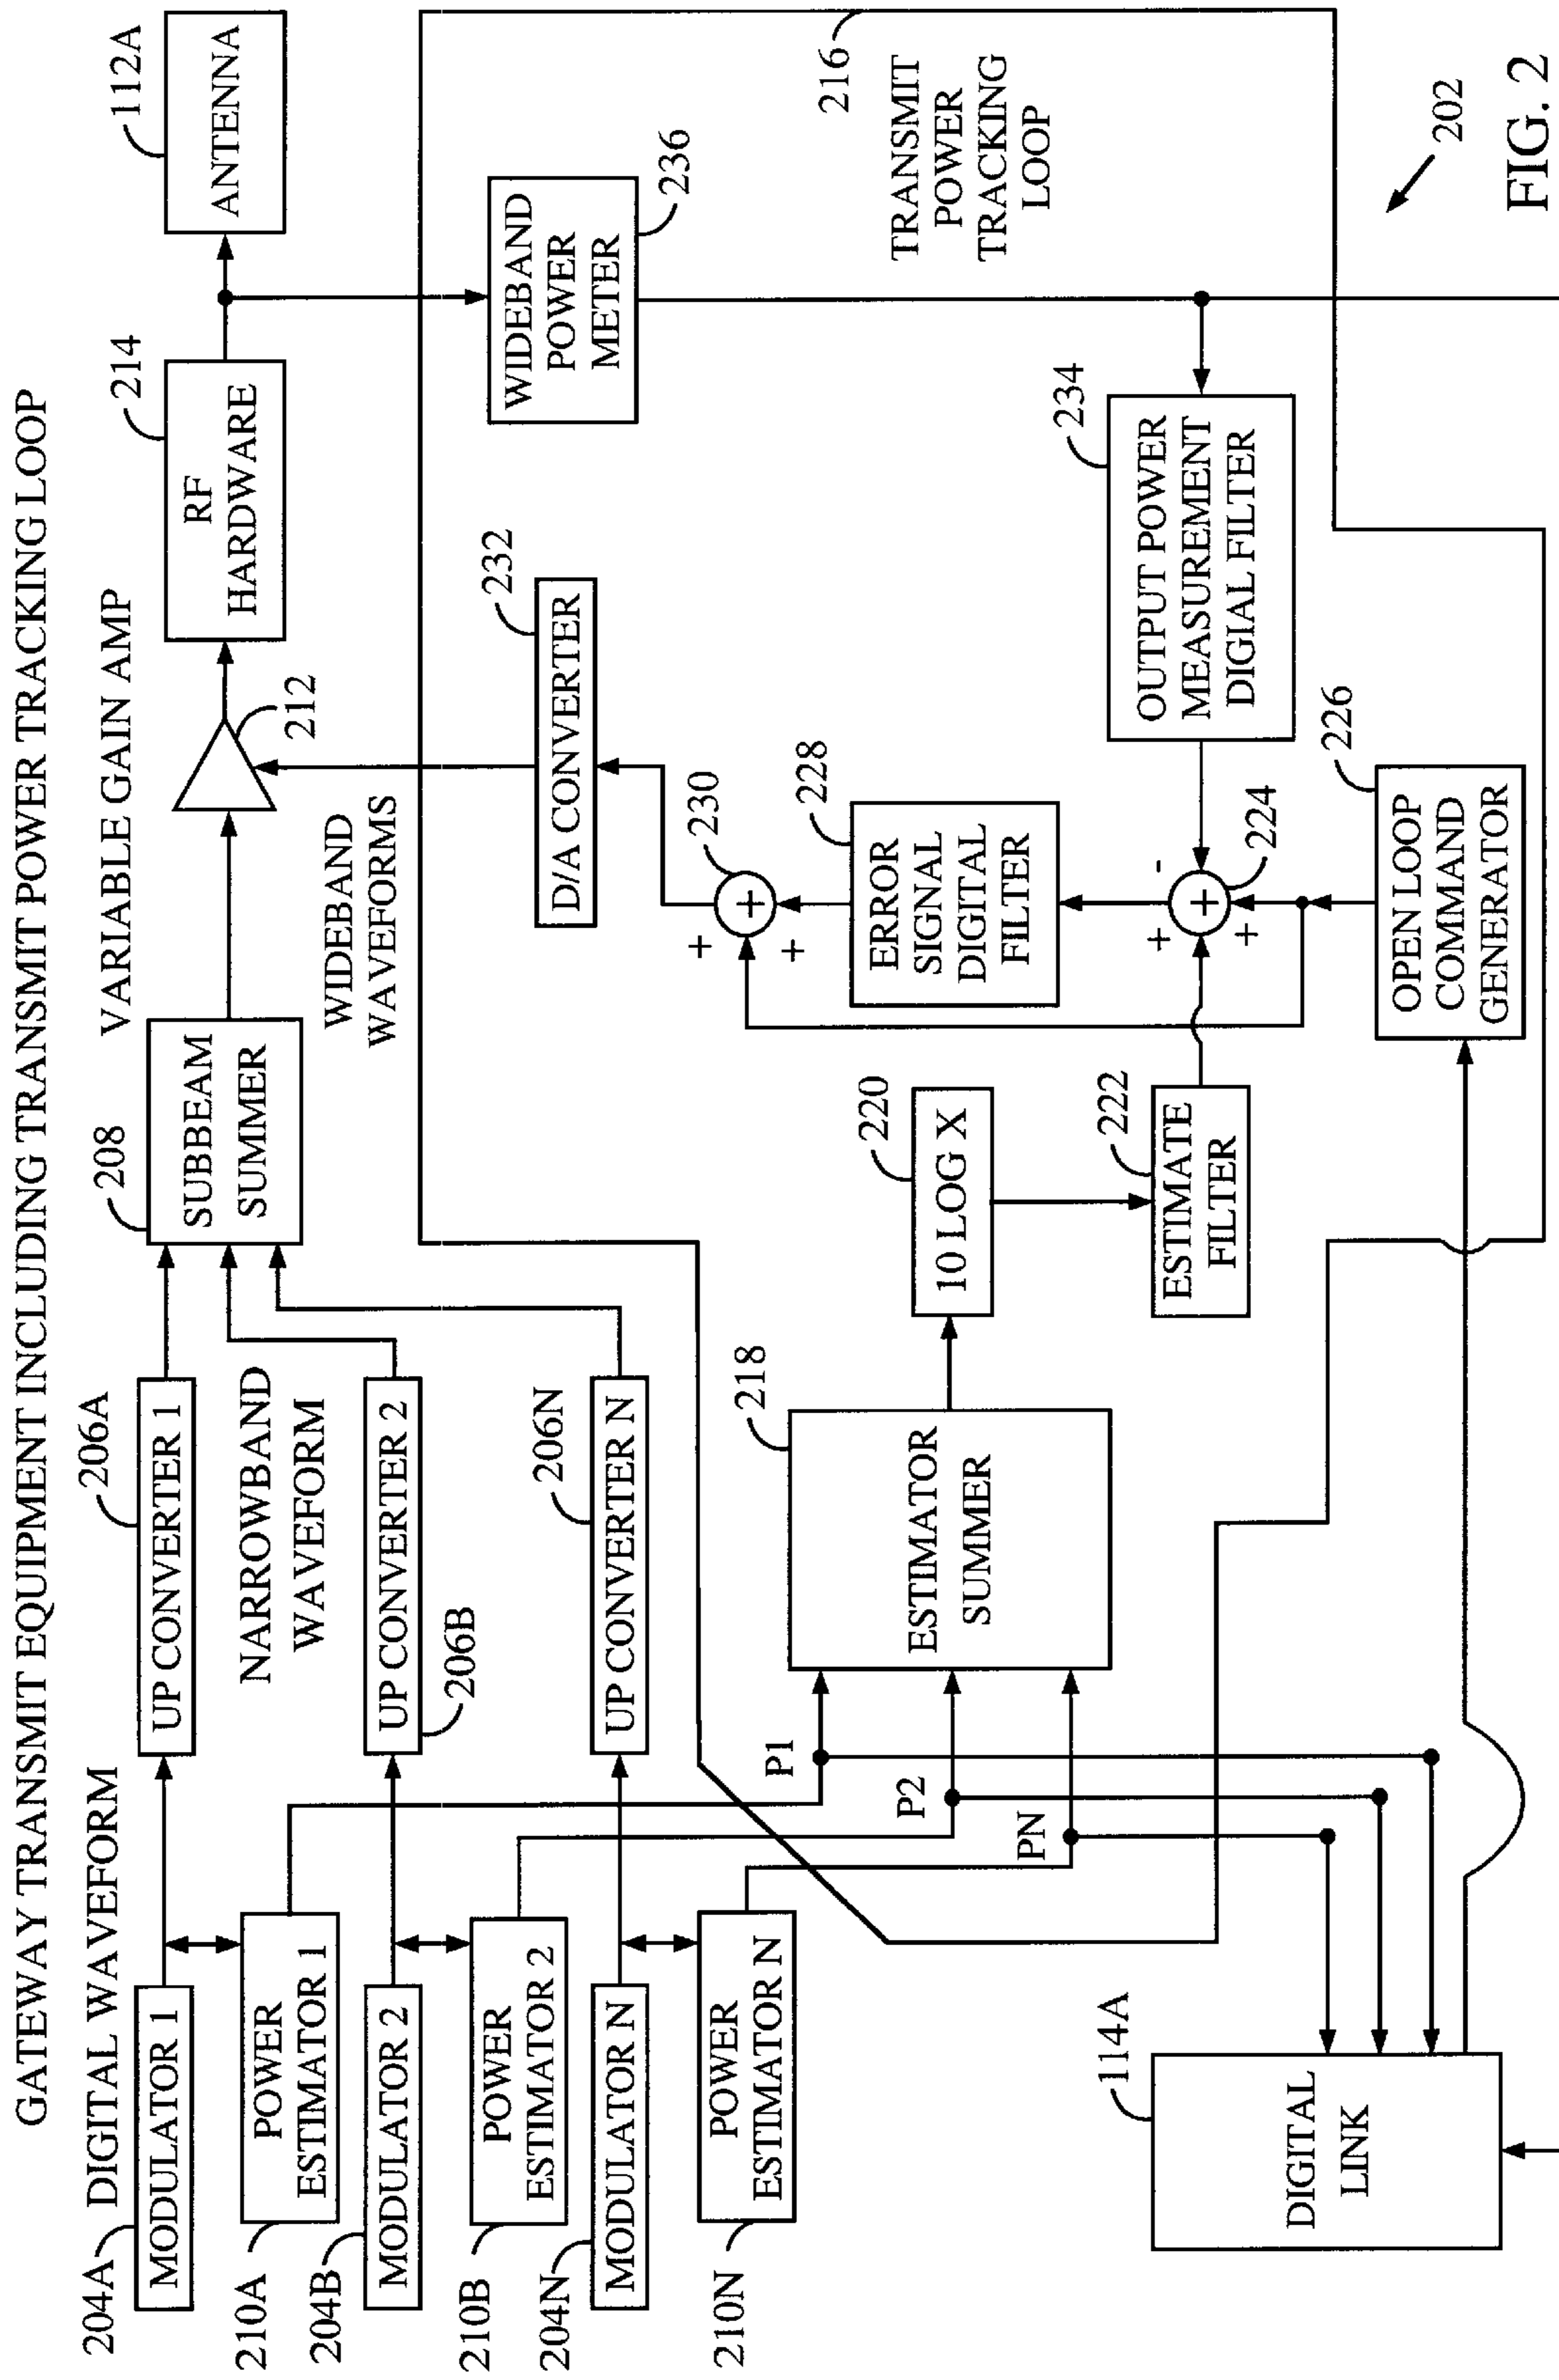 GATEWAY TRANSMIT EQUIPMENT INCLUDING TRANSMIT POWER TRACKING LOOP
204A
DIGITAL WAVEFORM
MODULATOR 1
206A
UP CONVERTER 1
208
SUBBEAM
SUMMER
VARIABLE GAIN AMP
212
214
RF
HARDWARE
112A
ANTENNA
210A
POWER
ESTIMATOR 1
NARROWBAND
WAVEFORM
WIDEBAND
WAVEFORMS
204B
MODULATOR 2
UP CONVERTER 2
206B
210B
POWER
ESTIMATOR 2
206N
UP CONVERTER N
204N
MODULATOR N
210N
POWER
ESTIMATOR N
232
D/A CONVERTER
WIDEBAND
POWER
METER
236
216
TRANSMIT
POWER
TRACKING
LOOP
P1
P2
PN
218
ESTIMATOR
SUMMER
220
10 LOG X
222
ESTIMATE
FILTER
230
+
+
+
228
ERROR
SIGNAL
DIGITAL
FILTER
+
-
+
+
224
234
OUTPUT POWER
MEASUREMENT
DIGIAL FILTER
226
OPEN LOOP
COMMAND
GENERATOR
114A
DIGITAL
LINK
202
FIG. 2